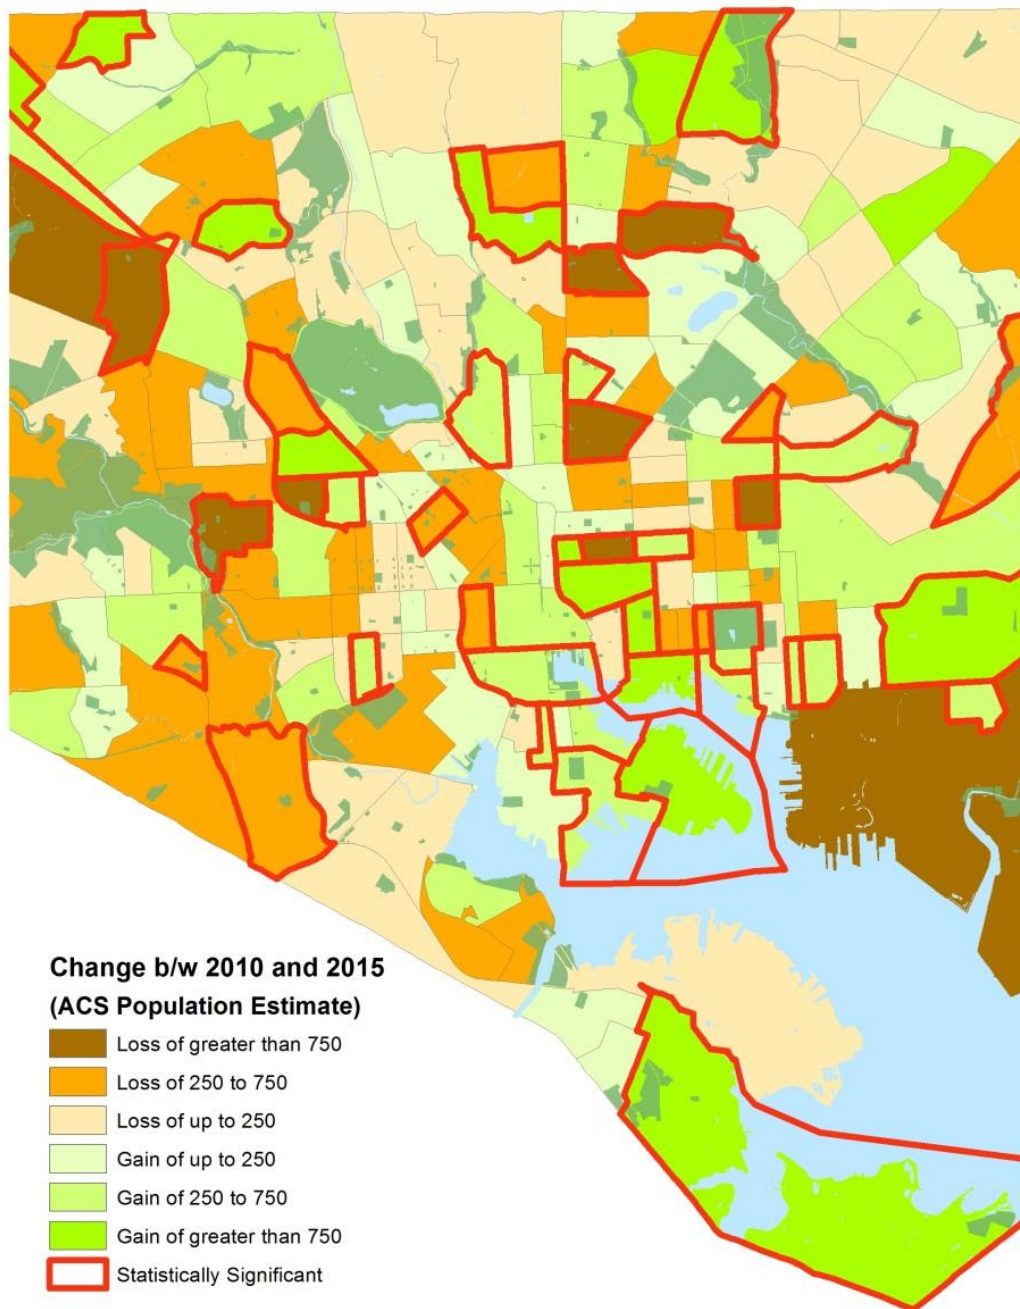 Change b/w 2010 and 2015
(ACS Population Estimate)
Loss of greater than 750
Loss of 250 to 750
Loss of up to 250
Gain of up to 250
Gain of 250 to 750
Gain of greater than 750
Statistically Significant